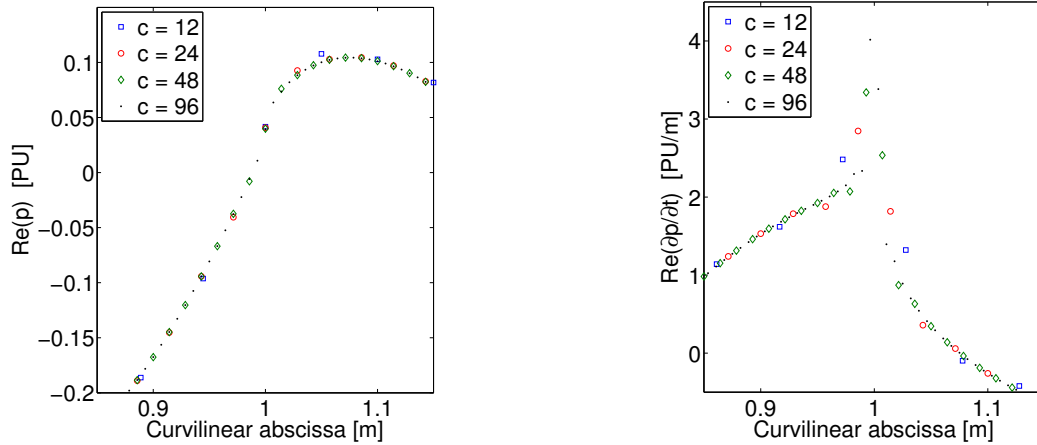 c = 12
c = 24
c = 48
c = 96
0.1
0.05
0
−0.05
−0.1
−0.15
−0.2
0.9
1
1.1
Re(p) [PU]
Curvilinear abscissa [m]
c = 12
c = 24
c = 48
c = 96
4
3
2
1
0
0.9
1
1.1
Re(∂p/∂t) [PU/m]
Curvilinear abscissa [m]